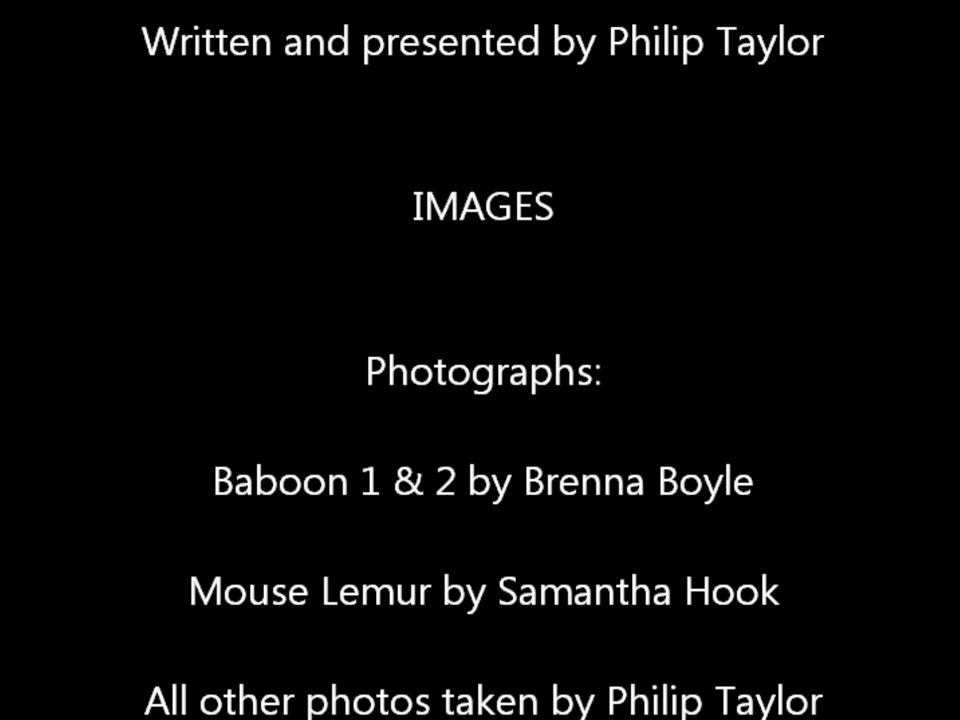 Written and presented by Philip Taylor
IMAGES
Photographs:
Baboon 1 & 2 by Brenna Boyle
Mouse Lemur by Samantha Hook
All other photos taken by Philip Taylor